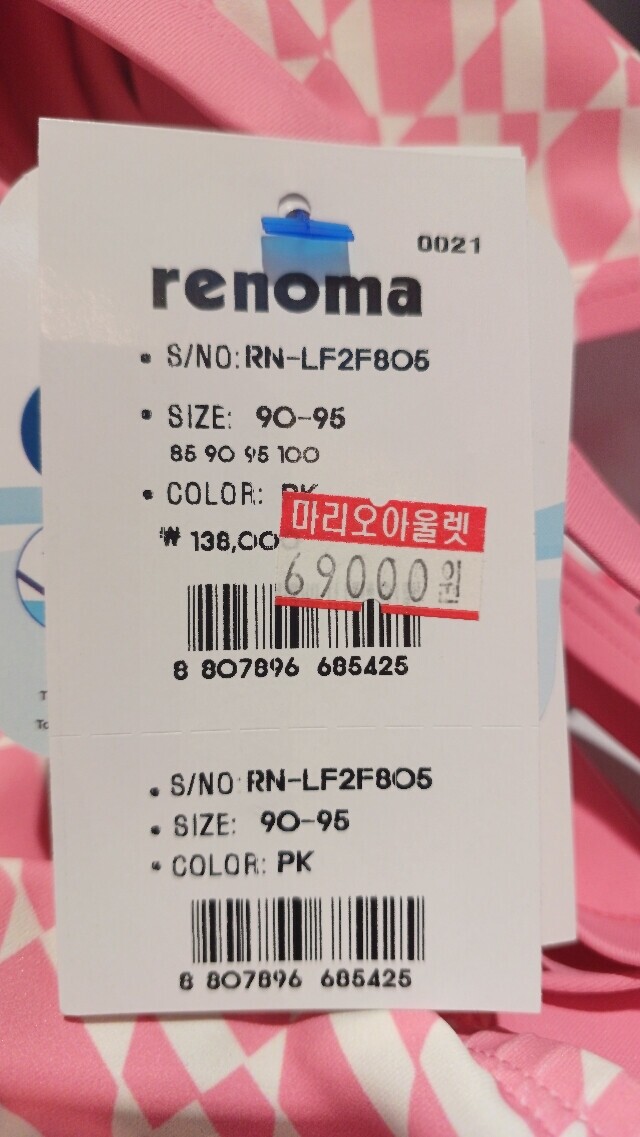 0021
renoma
• S/NO: RN-LF2F805
• SIZE: 90-95
85 90 95 100
• COLOR: PK
₩ 138,00
마리오아울렛
69000원
8 807896 685425
• S/NO: RN-LF2F805
• SIZE: 90-95
• COLOR: PK
8 807896 685425